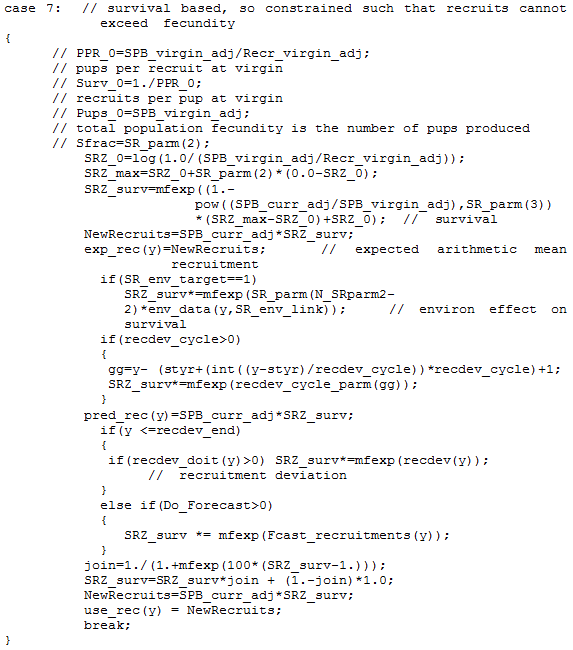 case 7:  // survival based, so constrained such that recruits cannot
exceed fecundity
{
// PPR_0=SPB_virgin_adj/Recr_virgin_adj;
// pups per recruit at virgin
// Surv_0=1./PPR_0;
// recruits per pup at virgin
// Pups_0=SPB_virgin_adj;
// total population fecundity is the number of pups produced
// Sfrac=SR_parm(2);
SRZ_0=log(1.0/(SPB_virgin_adj/Recr_virgin_adj));
SRZ_max=SRZ_0+SR_parm(2)*(0.0-SRZ_0);
SRZ_surv=mfexp((1.-
pow((SPB_curr_adj/SPB_virgin_adj),SR_parm(3))
*(SRZ_max-SRZ_0)+SRZ_0);  // survival
NewRecruits=SPB_curr_adj*SRZ_surv;
exp_rec(y)=NewRecruits;  // expected arithmetic mean
recruitment
if(SR_env_target==1)
SRZ_surv*=mfexp(SR_parm(N_SRparm2-
2)*env_data(y,SR_env_link));  // environ effect on
survival
if(recdev_cycle>0)
{
gg=y- (styr+(int((y-styr)/recdev_cycle))*recdev_cycle)+1;
SRZ_surv*=mfexp(recdev_cycle_parm(gg));
}
pred_rec(y)=SPB_curr_adj*SRZ_surv;
if(y <=recdev_end)
{
if(recdev_doit(y)>0) SRZ_surv*=mfexp(recdev(y));
// recruitment deviation
}
else if(Do_Forecast>0)
{
SRZ_surv *= mfexp(Fcast_recruitments(y));
}
join=1./(1.+mfexp(100*(SRZ_surv-1.)));
SRZ_surv=SRZ_surv*join + (1.-join)*1.0;
NewRecruits=SPB_curr_adj*SRZ_surv;
use_rec(y) = NewRecruits;
break;
}